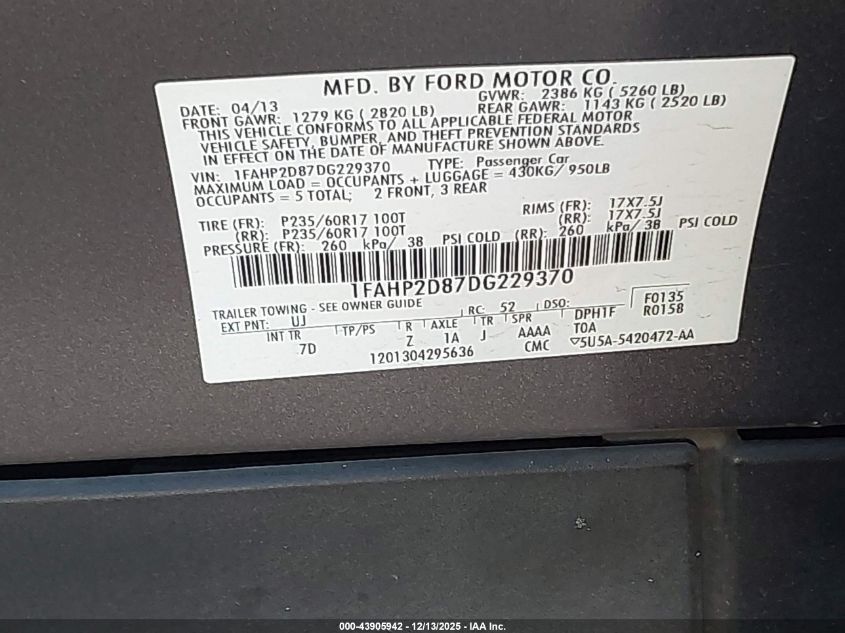 MFD. BY FORD MOTOR CO.
DATE: 04/13 GVWR: 2386 KG ( 5260 LB)
FRONT GAWR: 1279 KG ( 2820 LB) REAR GAWR: 1143 KG ( 2520 LB)
THIS VEHICLE CONFORMS TO ALL APPLICABLE FEDERAL MOTOR
VEHICLE SAFETY, BUMPER, AND THEFT PREVENTION STANDARDS
IN EFFECT ON THE DATE OF MANUFACTURE SHOWN ABOVE.
VIN: 1FAHP2D87DG229370 TYPE: Passenger Car
MAXIMUM LOAD = OCCUPANTS + LUGGAGE = 430KG/ 950LB
OCCUPANTS = 5 TOTAL; 2 FRONT, 3 REAR
TIRE (FR): P235/60R17 100T RIMS (FR): 17X7.5J
(RR): P235/60R17 100T (RR): 17X7.5J
PRESSURE (FR): 260 kPa/ 38 PSI COLD (RR): 260 kPa/ 38 PSI COLD
1FAHP2D87DG229370
TRAILER TOWING - SEE OWNER GUIDE
EXT PNT: UJ RC: 52 DSO: DPH1F F0135
INT TR TP/PS R AXLE TR SPR T0A R0158
7D Z 1A J AAAA
1201304295636 CMC ▽5U5A-5420472-AA
000-43905942 - 12/13/2025 - IAA Inc.